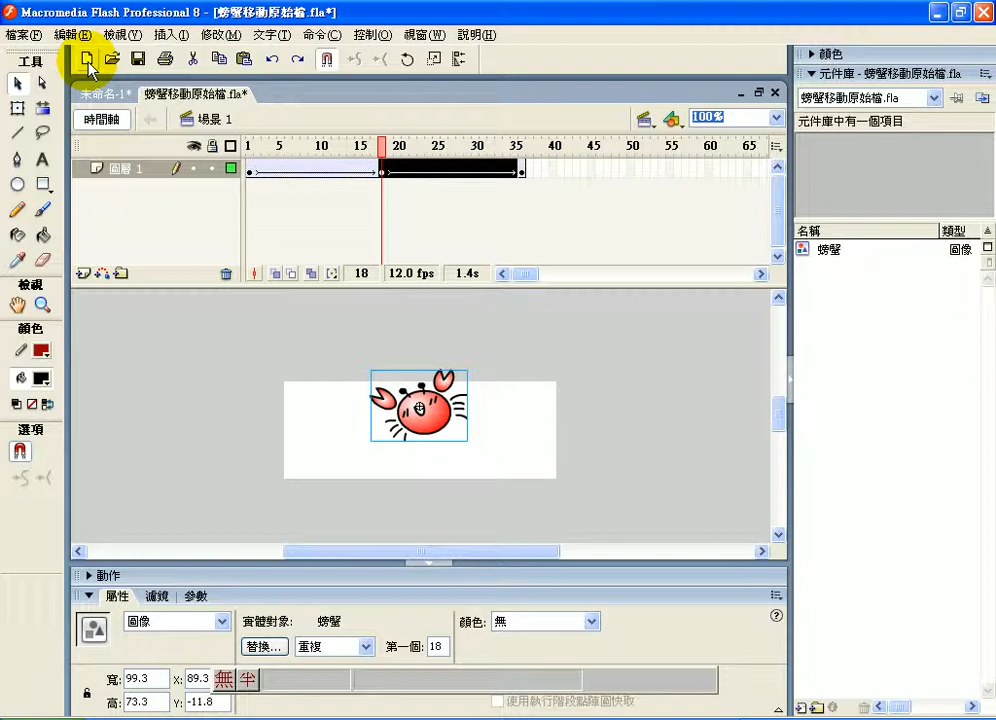 Macromedia Flash Professional 8 - [螃蟹移動原始檔.fla*]
檔案(F) 編輯(E) 檢視(V) 插入(I) 修改(M) 文字(T) 命令(C) 控制(O) 視窗(W) 說明(H)
工具
顏色
元件庫 - 螃蟹移動原始檔.fla
未命名-1* 螃蟹移動原始檔.fla*
螃蟹移動原始檔.fla
時間軸 場景 1 100%
元件庫中有一個項目
1 5 10 15 20 25 30 35 40 45 50 55 60 65
圖層 1
名稱 類型
螃蟹 圖像
18 12.0 fps 1.4s
檢視
顏色
選項
動作
屬性 濾鏡 參數
圖像 實體對象: 螃蟹 顏色: 無
替換... 重複 第一個: 18
寬: 99.3 X: 89.3 無 半
高: 73.3 Y: -11.8 使用執行階段點陣圖快取